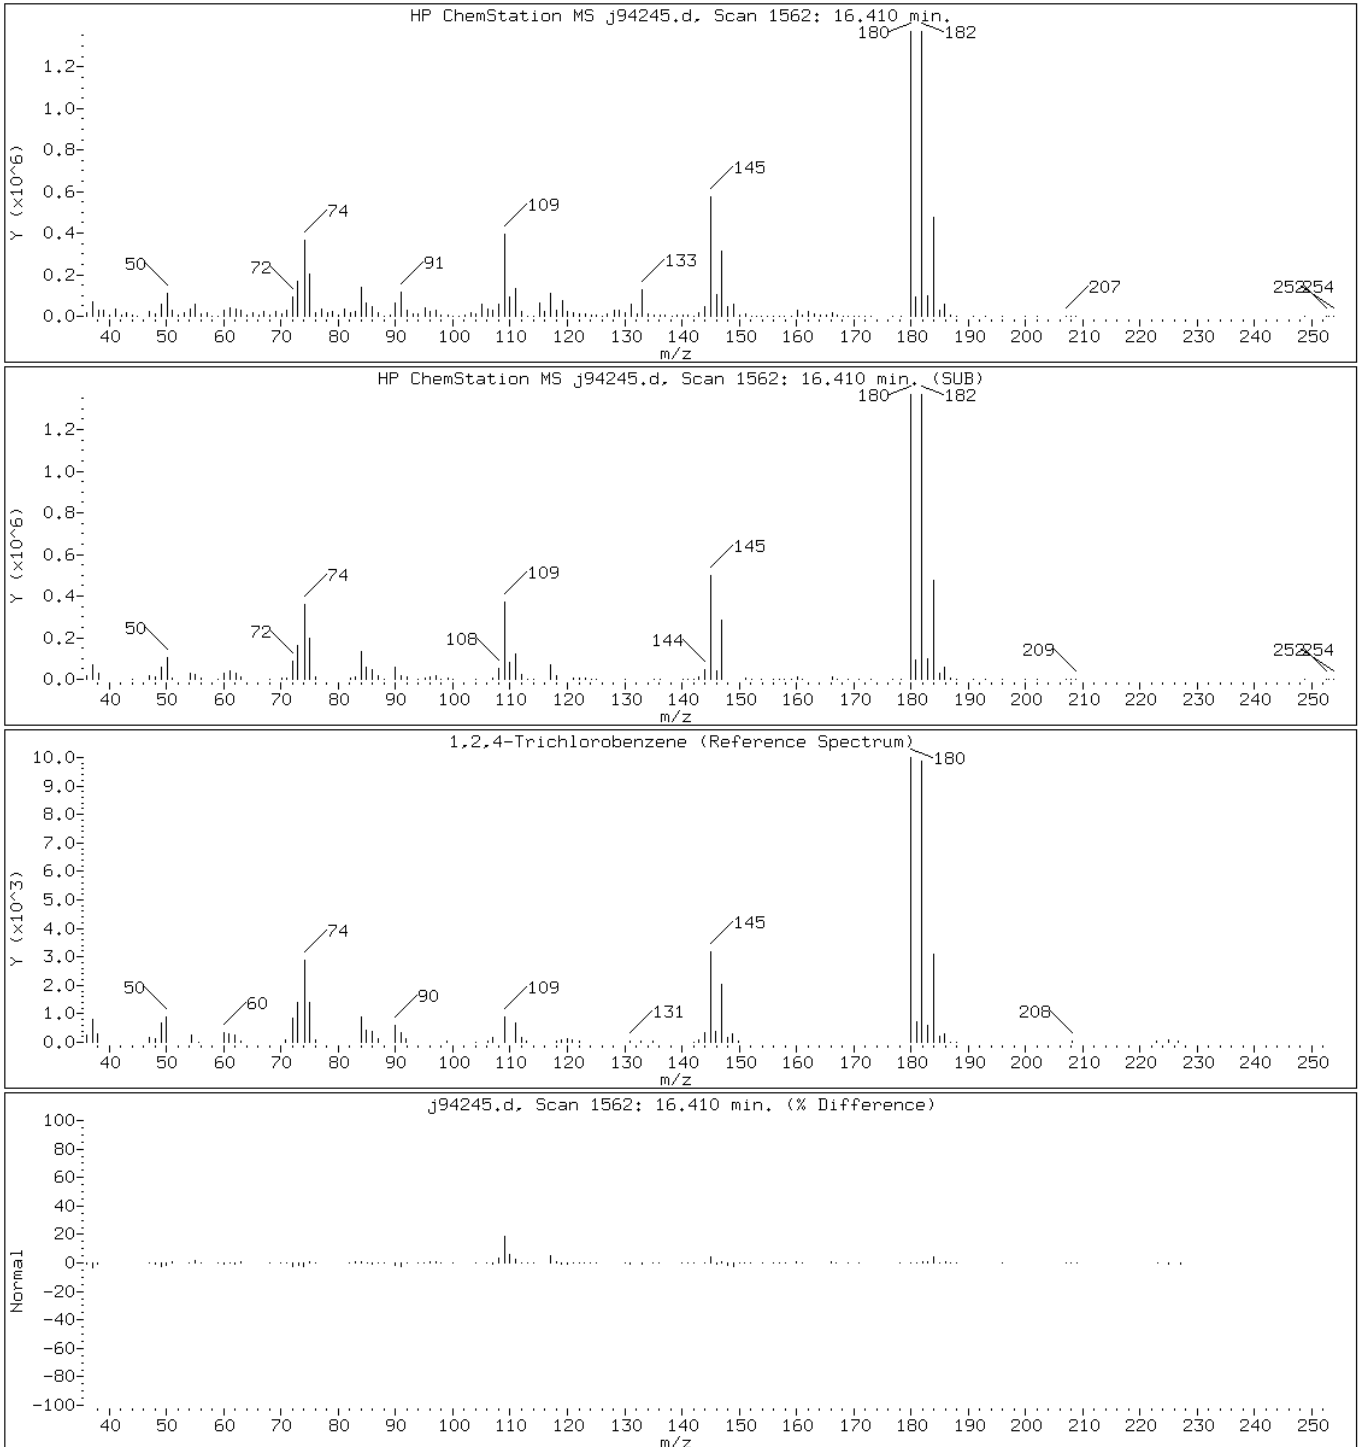 HP ChemStation MS j94245.d, Scan 1562: 16.410 min.
180 182
1.2-
1.0-
0.8-
145
0.6-
74 109
0.4-
50 72 91 133
0.2-
207 254
0.0-
40 50 60 70 80 90 100 110 120 130 140 150 160 170 180 190 200 210 220 230 240 250
m/z
Y (x10^6)
HP ChemStation MS j94245.d, Scan 1562: 16.410 min. (SUB)
180 182
1.2-
1.0-
0.8-
145
0.6-
74 109
0.4-
50 72 108 144
0.2-
209 254
0.0-
40 50 60 70 80 90 100 110 120 130 140 150 160 170 180 190 200 210 220 230 240 250
m/z
Y (x10^6)
1,2,4-Trichlorobenzene (Reference Spectrum)
10.0- 180
9.0-
8.0-
7.0-
6.0-
5.0-
4.0- 74 145
3.0-
2.0-
50 60 90 109 131 208
1.0-
0.0-
40 50 60 70 80 90 100 110 120 130 140 150 160 170 180 190 200 210 220 230 240 250
m/z
Y (x10^3)
j94245.d, Scan 1562: 16.410 min. (% Difference)
100-
80-
60-
40-
20-
0-
-20-
-40-
-60-
-80-
-100-
40 50 60 70 80 90 100 110 120 130 140 150 160 170 180 190 200 210 220 230 240 250
m/z
Normal